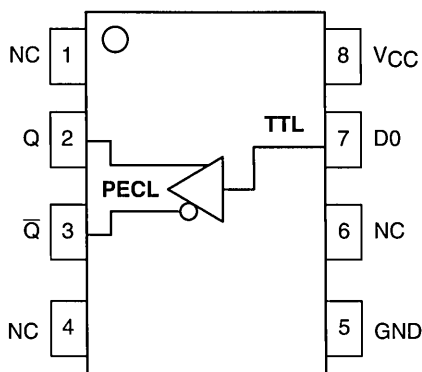 NC 1 8 VCC
Q 2 TTL 7 D0
PECL
Q̅ 3 6 NC
NC 4 5 GND